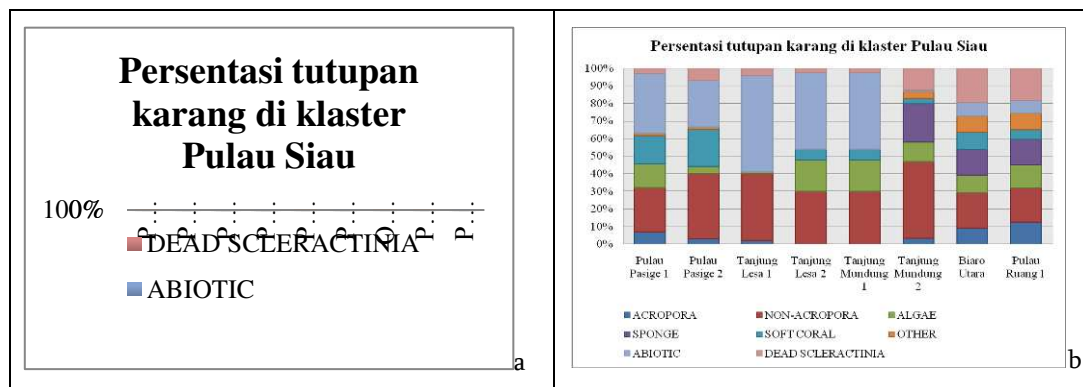 Persentasi tutupan
karang di klaster
Pulau Siau
100%
P... P... P... P... P... P... O... P... P...
DEAD SCLERACTINIA
ABIOTIC
a
Persentasi tutupan karang di klaster Pulau Siau
100%
90%
80%
70%
60%
50%
40%
30%
20%
10%
0%
Pulau Pasige 1
Pulau Pasige 2
Tanjung Lesa 1
Tanjung Lesa 2
Tanjung Mundung 1
Tanjung Mundung 2
Biaro Utara
Pulau Ruang 1
ACROPORA NON-ACROPORA ALGAE
SPONGE SOFT CORAL OTHER
ABIOTIC DEAD SCLERACTINIA
b